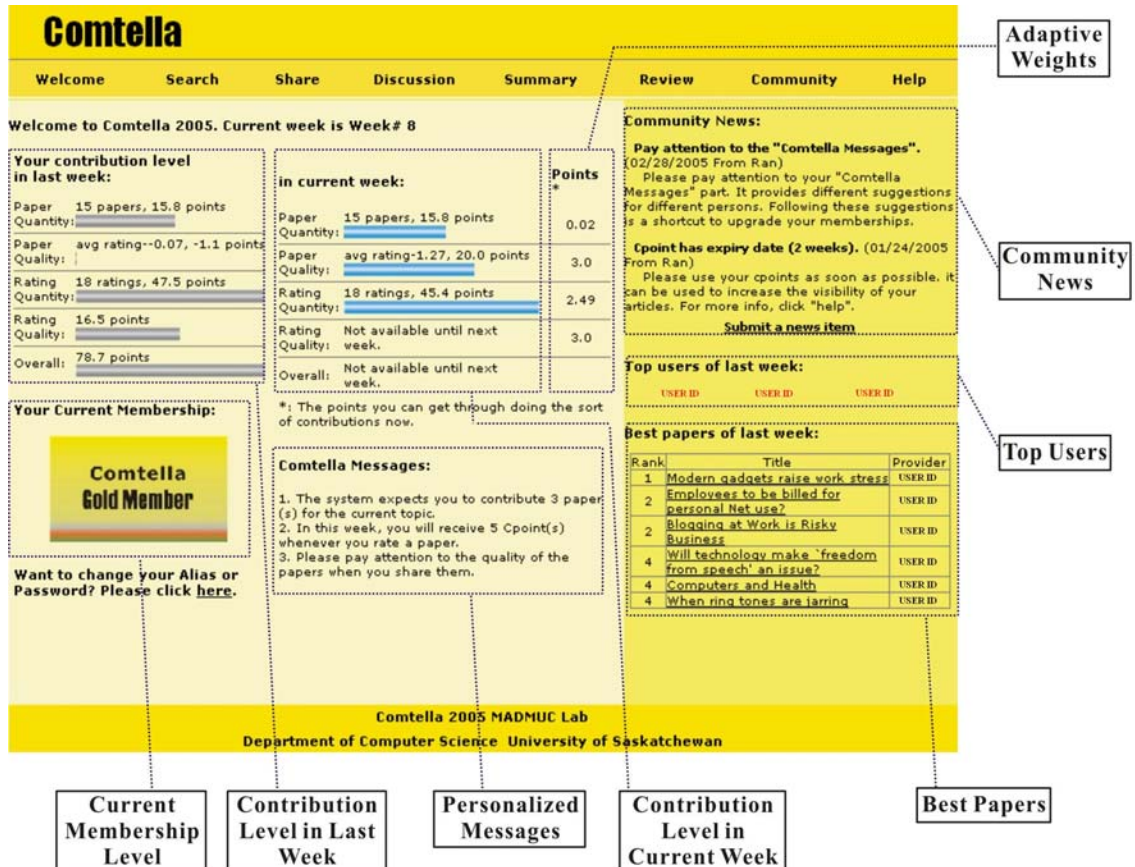 Comtella
Welcome Search Share Discussion Summary Review Community Help
Welcome to Comtella 2005. Current week is Week# 8
Your contribution level
in last week:
Paper Quantity: 15 papers, 15.8 points
Paper Quality: avg rating--0.07, -1.1 points
Rating Quantity: 18 ratings, 47.5 points
Rating Quality: 16.5 points
Overall: 78.7 points
in current week:
Paper Quantity: 15 papers, 15.8 points
Paper Quality: avg rating-1.27, 20.0 points
Rating Quantity: 18 ratings, 45.4 points
Rating Quality: Not available until next week.
Overall: Not available until next week.
Points
*
0.02
3.0
2.49
3.0
*: The points you can get through doing the sort
of contributions now.
Your Current Membership:
Comtella
Gold Member
Want to change your Alias or
Password? Please click here.
Comtella Messages:
1. The system expects you to contribute 3 paper
(s) for the current topic.
2. In this week, you will receive 5 Cpoint(s)
whenever you rate a paper.
3. Please pay attention to the quality of the
papers when you share them.
Community News:
Pay attention to the "Comtella Messages".
(02/28/2005 From Ran)
Please pay attention to your "Comtella
Messages" part. It provides different suggestions
for different persons. Following these suggestions
is a shortcut to upgrade your memberships.
Cpoint has expiry date (2 weeks). (01/24/2005
From Ran)
Please use your cpoints as soon as possible. it
can be used to increase the visibility of your
articles. For more info, click "help".
Submit a news item
Top users of last week:
USER ID USER ID USER ID
Best papers of last week:
Rank Title Provider
1 Modern gadgets raise work stress USER ID
2 Employees to be billed for
personal Net use? USER ID
2 Blogging at Work is Risky
Business USER ID
4 Will technology make `freedom
from speech' an issue? USER ID
4 Computers and Health USER ID
4 When ring tones are jarring USER ID
Comtella 2005 MADMUC Lab
Department of Computer Science University of Saskatchewan
Adaptive
Weights
Community
News
Top Users
Best Papers
Current
Membership
Level
Contribution
Level in Last
Week
Personalized
Messages
Contribution
Level in
Current Week